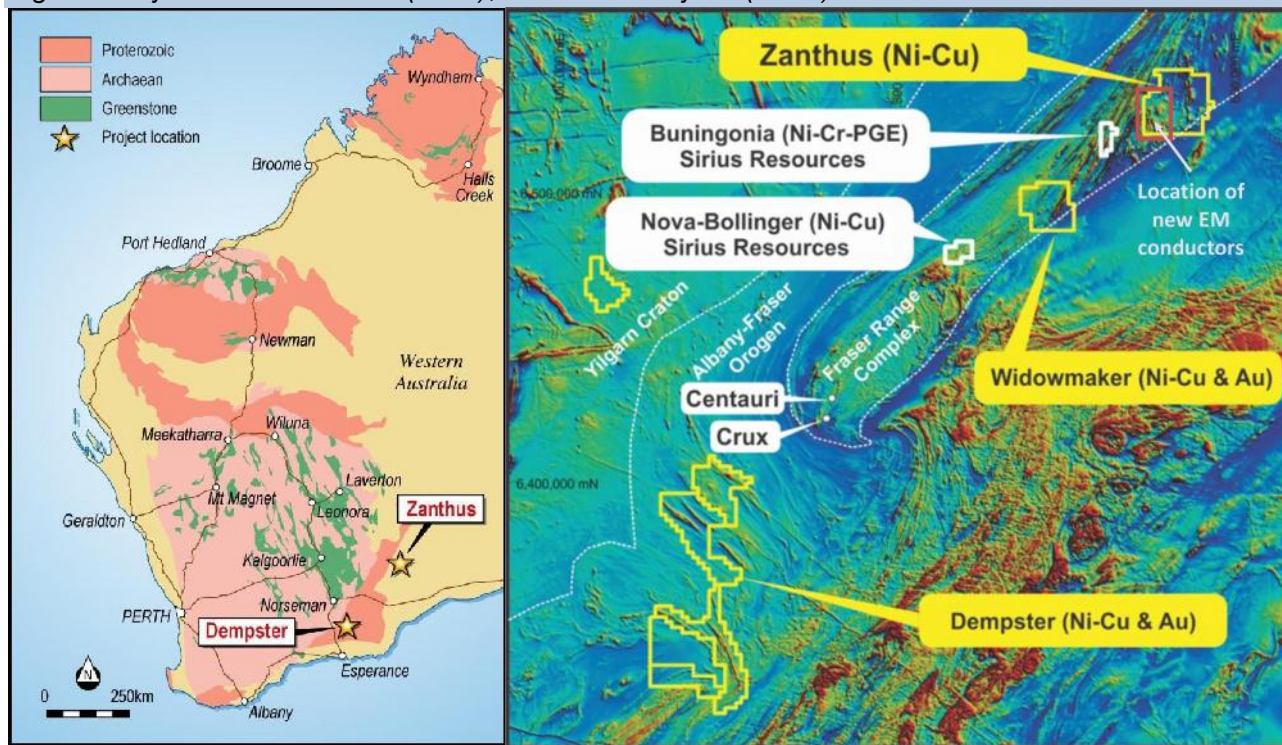 Proterozoic
Archaean
Greenstone
Project location
Wyndham
Broome
Halls
Creek
Port Hedland
Newman
Western
Australia
Meekatharra
Wiluna
Laverton
Mt Magnet
Leonora
Zanthus
Geraldton
Kalgoorlie
Norseman
PERTH
Dempster
Esperance
N
0 250km
Albany
Zanthus (Ni-Cu)
Buningonia (Ni-Cr-PGE)
Sirius Resources
Location of
new EM
conductors
6,500,000 mN
Nova-Bollinger (Ni-Cu)
Sirius Resources
Yilgarn Craton
Albany-Fraser
Orogen
Fraser Range
Complex
Widowmaker (Ni-Cu & Au)
Centauri
Crux
6,400,000 mN
Dempster (Ni-Cu & Au)